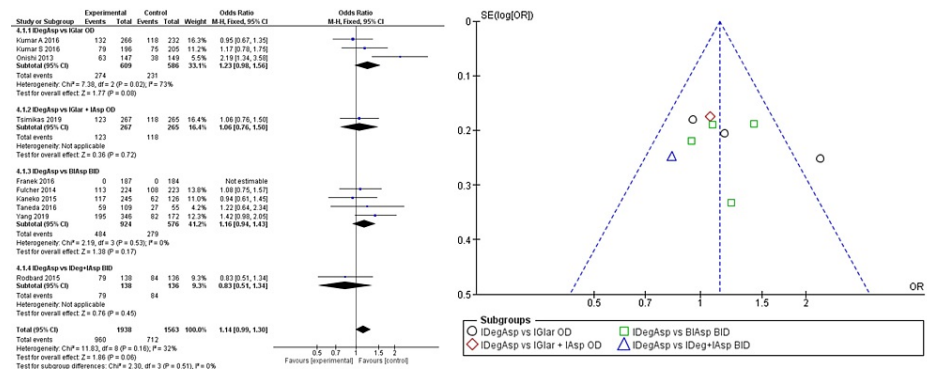 Experimental Control Odds Ratio Odds Ratio
Study or Subgroup Events Total Events Total Weight M-H, Fixed, 95% CI M-H, Fixed, 95% CI
4.1.1 IDegAsp vs IGlar OD
Kumar A 2016 132 266 118 232 16.3% 0.95 [0.67, 1.35]
Kumar S 2016 79 196 75 205 11.1% 1.17 [0.78, 1.75]
Onishi 2013 63 147 38 149 5.5% 2.19 [1.34, 3.58]
Subtotal (95% CI) 609 586 33.1% 1.23 [0.98, 1.56]
Total events 274 231
Heterogeneity: Chi² = 7.38, df = 2 (P = 0.02); I² = 73%
Test for overall effect: Z = 1.77 (P = 0.08)
4.1.2 IDegAsp vs IGlar + IAsp OD
Tsimikas 2019 123 267 118 265 16.4% 1.06 [0.76, 1.50]
Subtotal (95% CI) 267 265 16.4% 1.06 [0.76, 1.50]
Total events 123 118
Heterogeneity: Not applicable
Test for overall effect: Z = 0.36 (P = 0.72)
4.1.3 IDegAsp vs BIAsp BID
Franek 2016 0 187 0 184 Not estimable
Fulcher 2014 113 224 108 223 13.8% 1.08 [0.75, 1.57]
Kaneko 2015 117 245 62 126 11.0% 0.94 [0.61, 1.45]
Taneda 2016 59 109 27 55 4.2% 1.22 [0.64, 2.34]
Yang 2019 195 346 82 172 12.2% 1.42 [0.98, 2.05]
Subtotal (95% CI) 924 576 41.2% 1.16 [0.94, 1.43]
Total events 484 279
Heterogeneity: Chi² = 2.19, df = 3 (P = 0.53); I² = 0%
Test for overall effect: Z = 1.38 (P = 0.17)
4.1.4 IDegAsp vs IDeg+IAsp BID
Rodbard 2015 79 138 84 136 9.3% 0.83 [0.51, 1.34]
Subtotal (95% CI) 138 136 9.3% 0.83 [0.51, 1.34]
Total events 79 84
Heterogeneity: Not applicable
Test for overall effect: Z = 0.76 (P = 0.45)
Total (95% CI) 1938 1563 100.0% 1.14 [0.99, 1.30]
Total events 960 712
Heterogeneity: Chi² = 11.83, df = 8 (P = 0.16); I² = 32%
Test for overall effect: Z = 1.86 (P = 0.06)
Test for subgroup differences: Chi² = 2.30, df = 3 (P = 0.51), I² = 0%
0.5 0.7 1 1.5 2
Favours [experimental] Favours [control]
SE(log[OR])
0
0.1
0.2
0.3
0.4
0.5
OR
0.5 0.7 1 1.5 2
Subgroups
IDegAsp vs IGlar OD
IDegAsp vs BIAsp BID
IDegAsp vs IGlar + IAsp OD
IDegAsp vs IDeg+IAsp BID